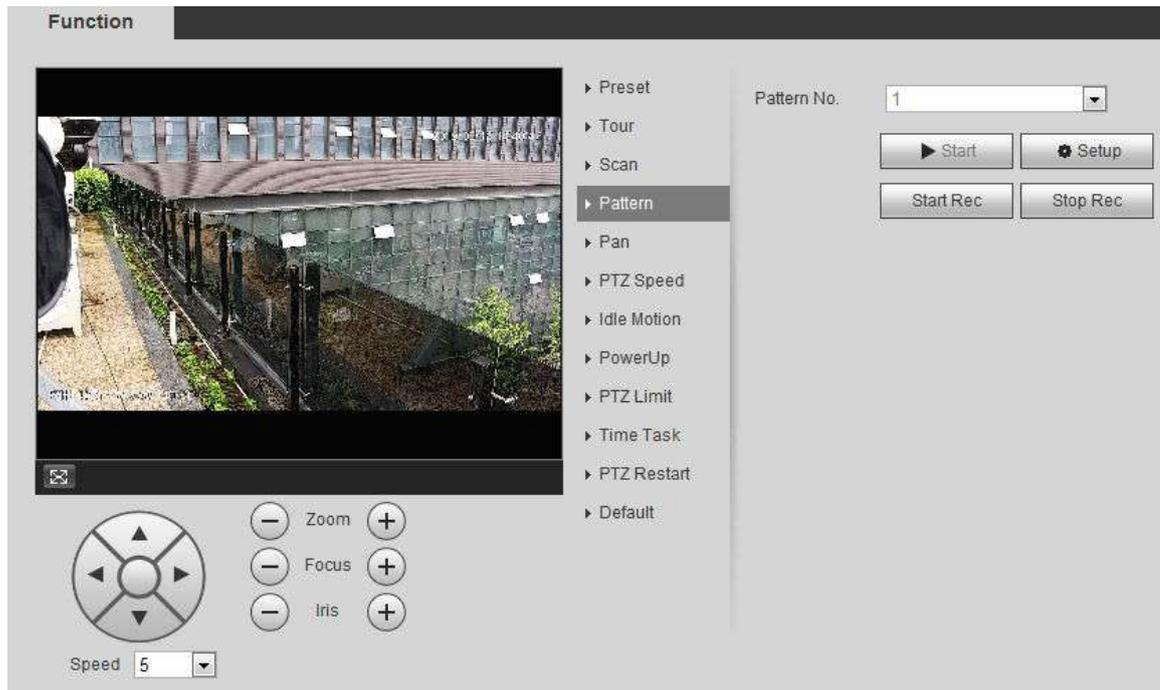 Function
Preset
Tour
Scan
Pattern
Pan
PTZ Speed
Idle Motion
PowerUp
PTZ Limit
Time Task
PTZ Restart
Default
Pattern No. 1
Start Setup
Start Rec Stop Rec
Zoom
Focus
Iris
Speed 5